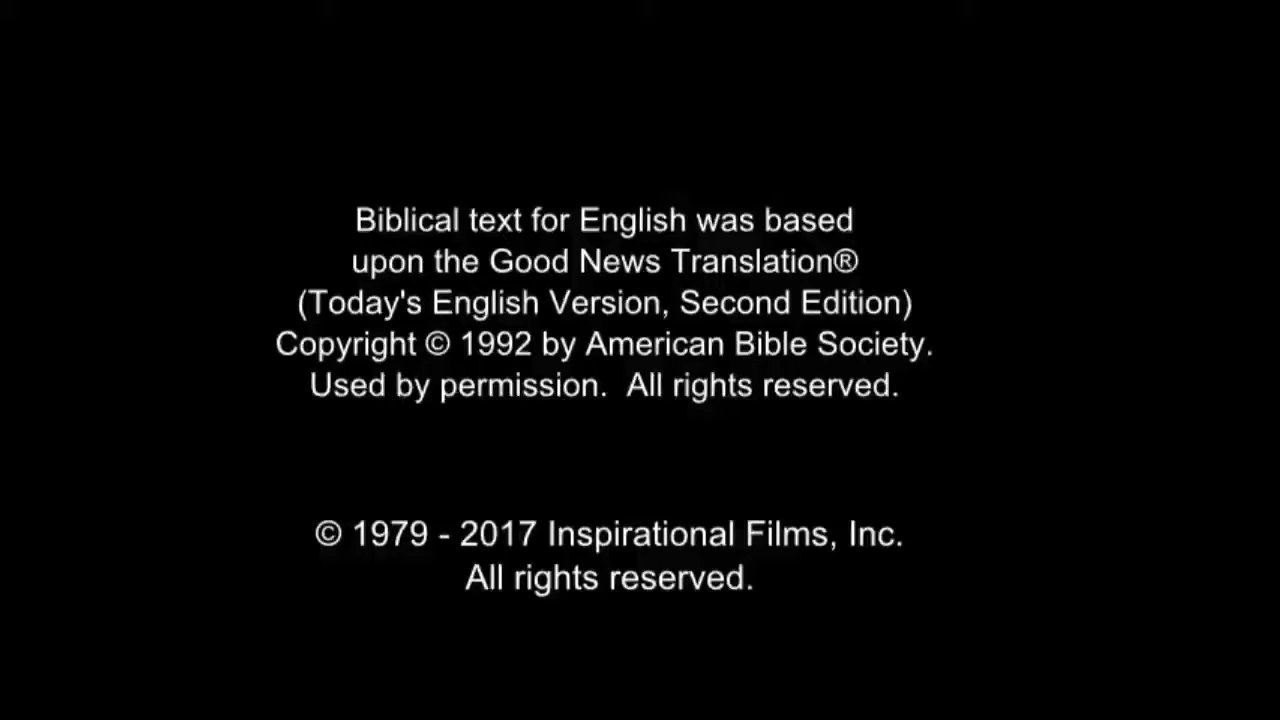 Biblical text for English was based
upon the Good News Translation®
(Today's English Version, Second Edition)
Copyright © 1992 by American Bible Society.
Used by permission.  All rights reserved.
© 1979 - 2017 Inspirational Films, Inc.
All rights reserved.